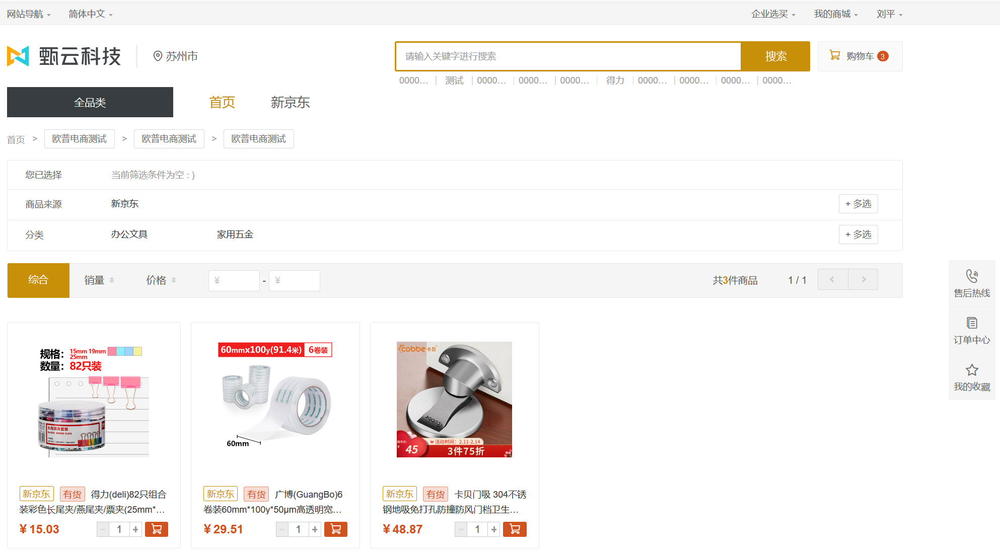 网站导航 简体中文 企业选买 我的商城 刘平
甄云科技 苏州市 请输入关键字进行搜索 搜索 购物车 3
0000... 测试 0000... 0000... 0000... 得力 0000... 0000... 0000... 0000...
全品类 首页 新京东
首页 > 欧普电商测试 > 欧普电商测试 > 欧普电商测试
您已选择 当前筛选条件为空 : )
商品来源 新京东 + 多选
分类 办公文具 家用五金 + 多选
综合 销量 价格 ¥ - ¥ 共3件商品 1 / 1 < >
售后热线
订单中心
我的收藏
规格: 15mm 19mm
25mm
数量: 82只装
长尾票夹套装
60mmx100y(91.4米) 6卷装
60mm
cobbe 卡贝
cobbe
到手价:
¥ 45
活动时间: 2.11-2.14
3件75折
新京东 有货 得力(deli)82只组合
装彩色长尾夹/燕尾夹/票夹(25mm*...
¥ 15.03 − 1 +
新京东 有货 广博(GuangBo)6
卷装60mm*100y*50μm高透明宽...
¥ 29.51 − 1 +
新京东 有货 卡贝门吸 304不锈
钢地吸免打孔防撞防风门档卫生...
¥ 48.87 − 1 +